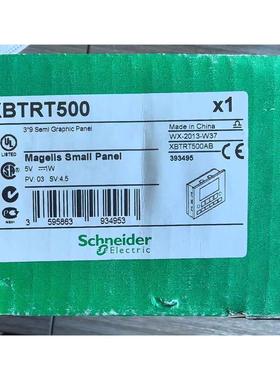 XBTRT500
x1
3*9 Semi Graphic Panel
Made in China
WX-2013-W37
XBTRT500AB
393495
UL
Magelis Small Panel
5V 1W
PV: 03 SV:4.5
3 595863 934953
Schneider
Electric